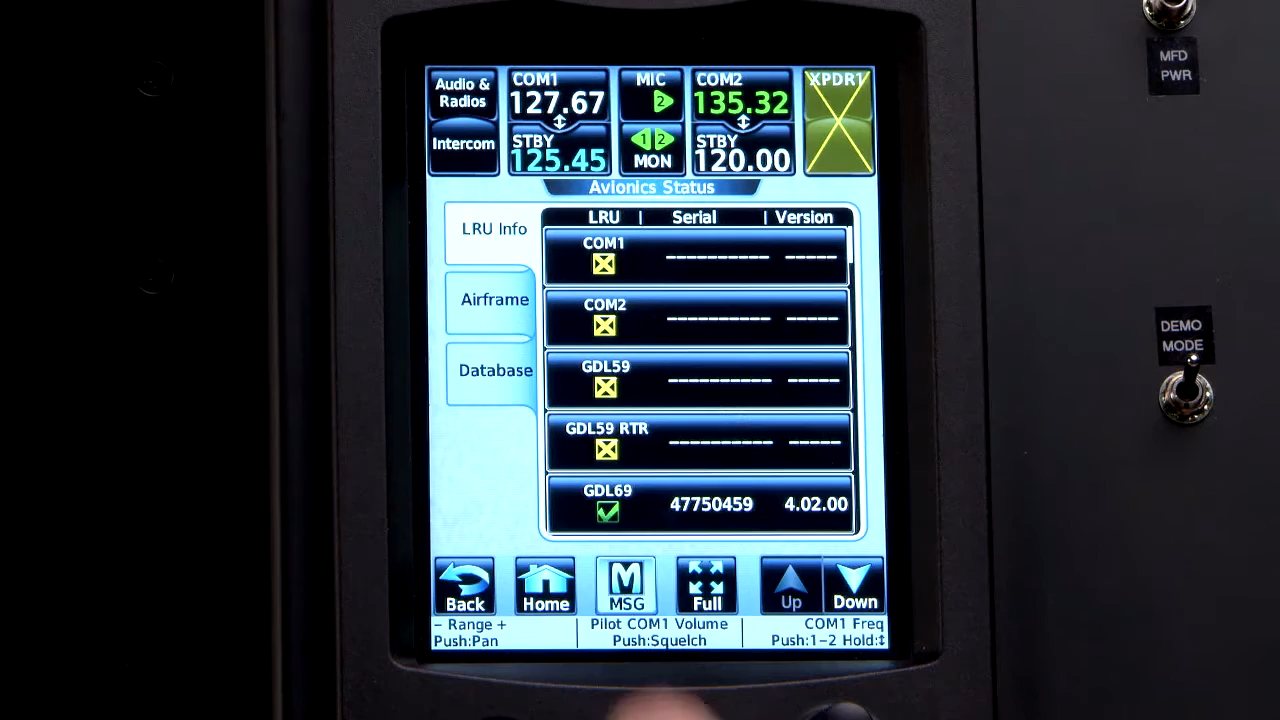 Audio &
Radios
COM1
127.67
MIC
2
COM2
135.32
XPDR1
Intercom
STBY
125.45
1 2
MON
STBY
120.00
Avionics Status
LRU Info
Airframe
Database
LRU | Serial | Version
COM1
---------- -----
COM2
---------- -----
GDL59
---------- -----
GDL59 RTR
---------- -----
GDL69
47750459 4.02.00
Back
Home
M
MSG
Full
Up
Down
− Range +
Push:Pan
Pilot COM1 Volume
Push:Squelch
COM1 Freq
Push:1−2 Hold:↕
MFD
PWR
DEMO
MODE